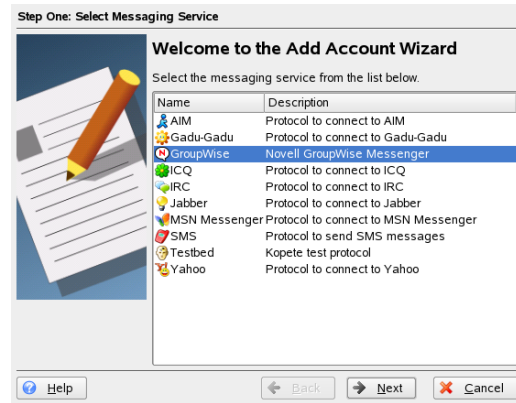 Step One: Select Messaging Service
Welcome to the Add Account Wizard
Select the messaging service from the list below.
Name Description
AIM Protocol to connect to AIM
Gadu-Gadu Protocol to connect to Gadu-Gadu
GroupWise Novell GroupWise Messenger
ICQ Protocol to connect to ICQ
IRC Protocol to connect to IRC
Jabber Protocol to connect to Jabber
MSN Messenger Protocol to connect to MSN Messenger
SMS Protocol to send SMS messages
Testbed Kopete test protocol
Yahoo Protocol to connect to Yahoo
Help Back Next Cancel